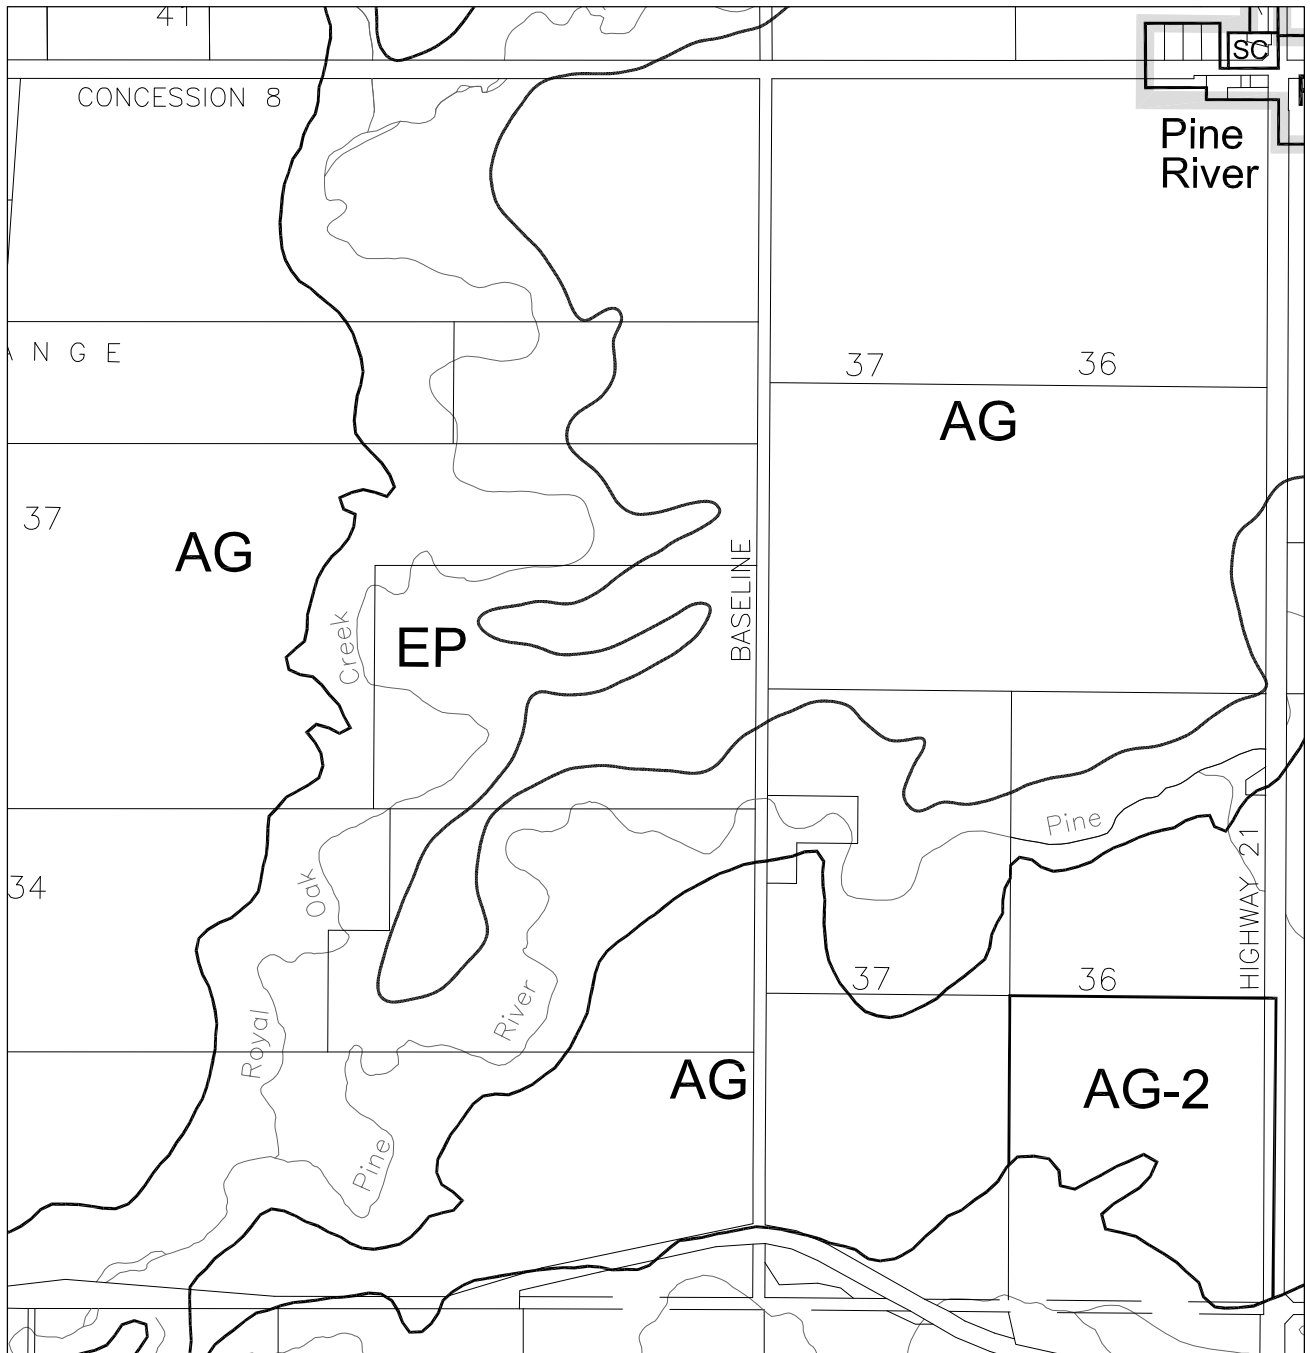 41
SC
CONCESSION 8
Pine
River
ANGE
37
36
AG
37
AG
BASELINE
Creek
EP
Pine
HIGHWAY 21
34
Oak
37
36
River
Royal
AG
AG-2
Pine